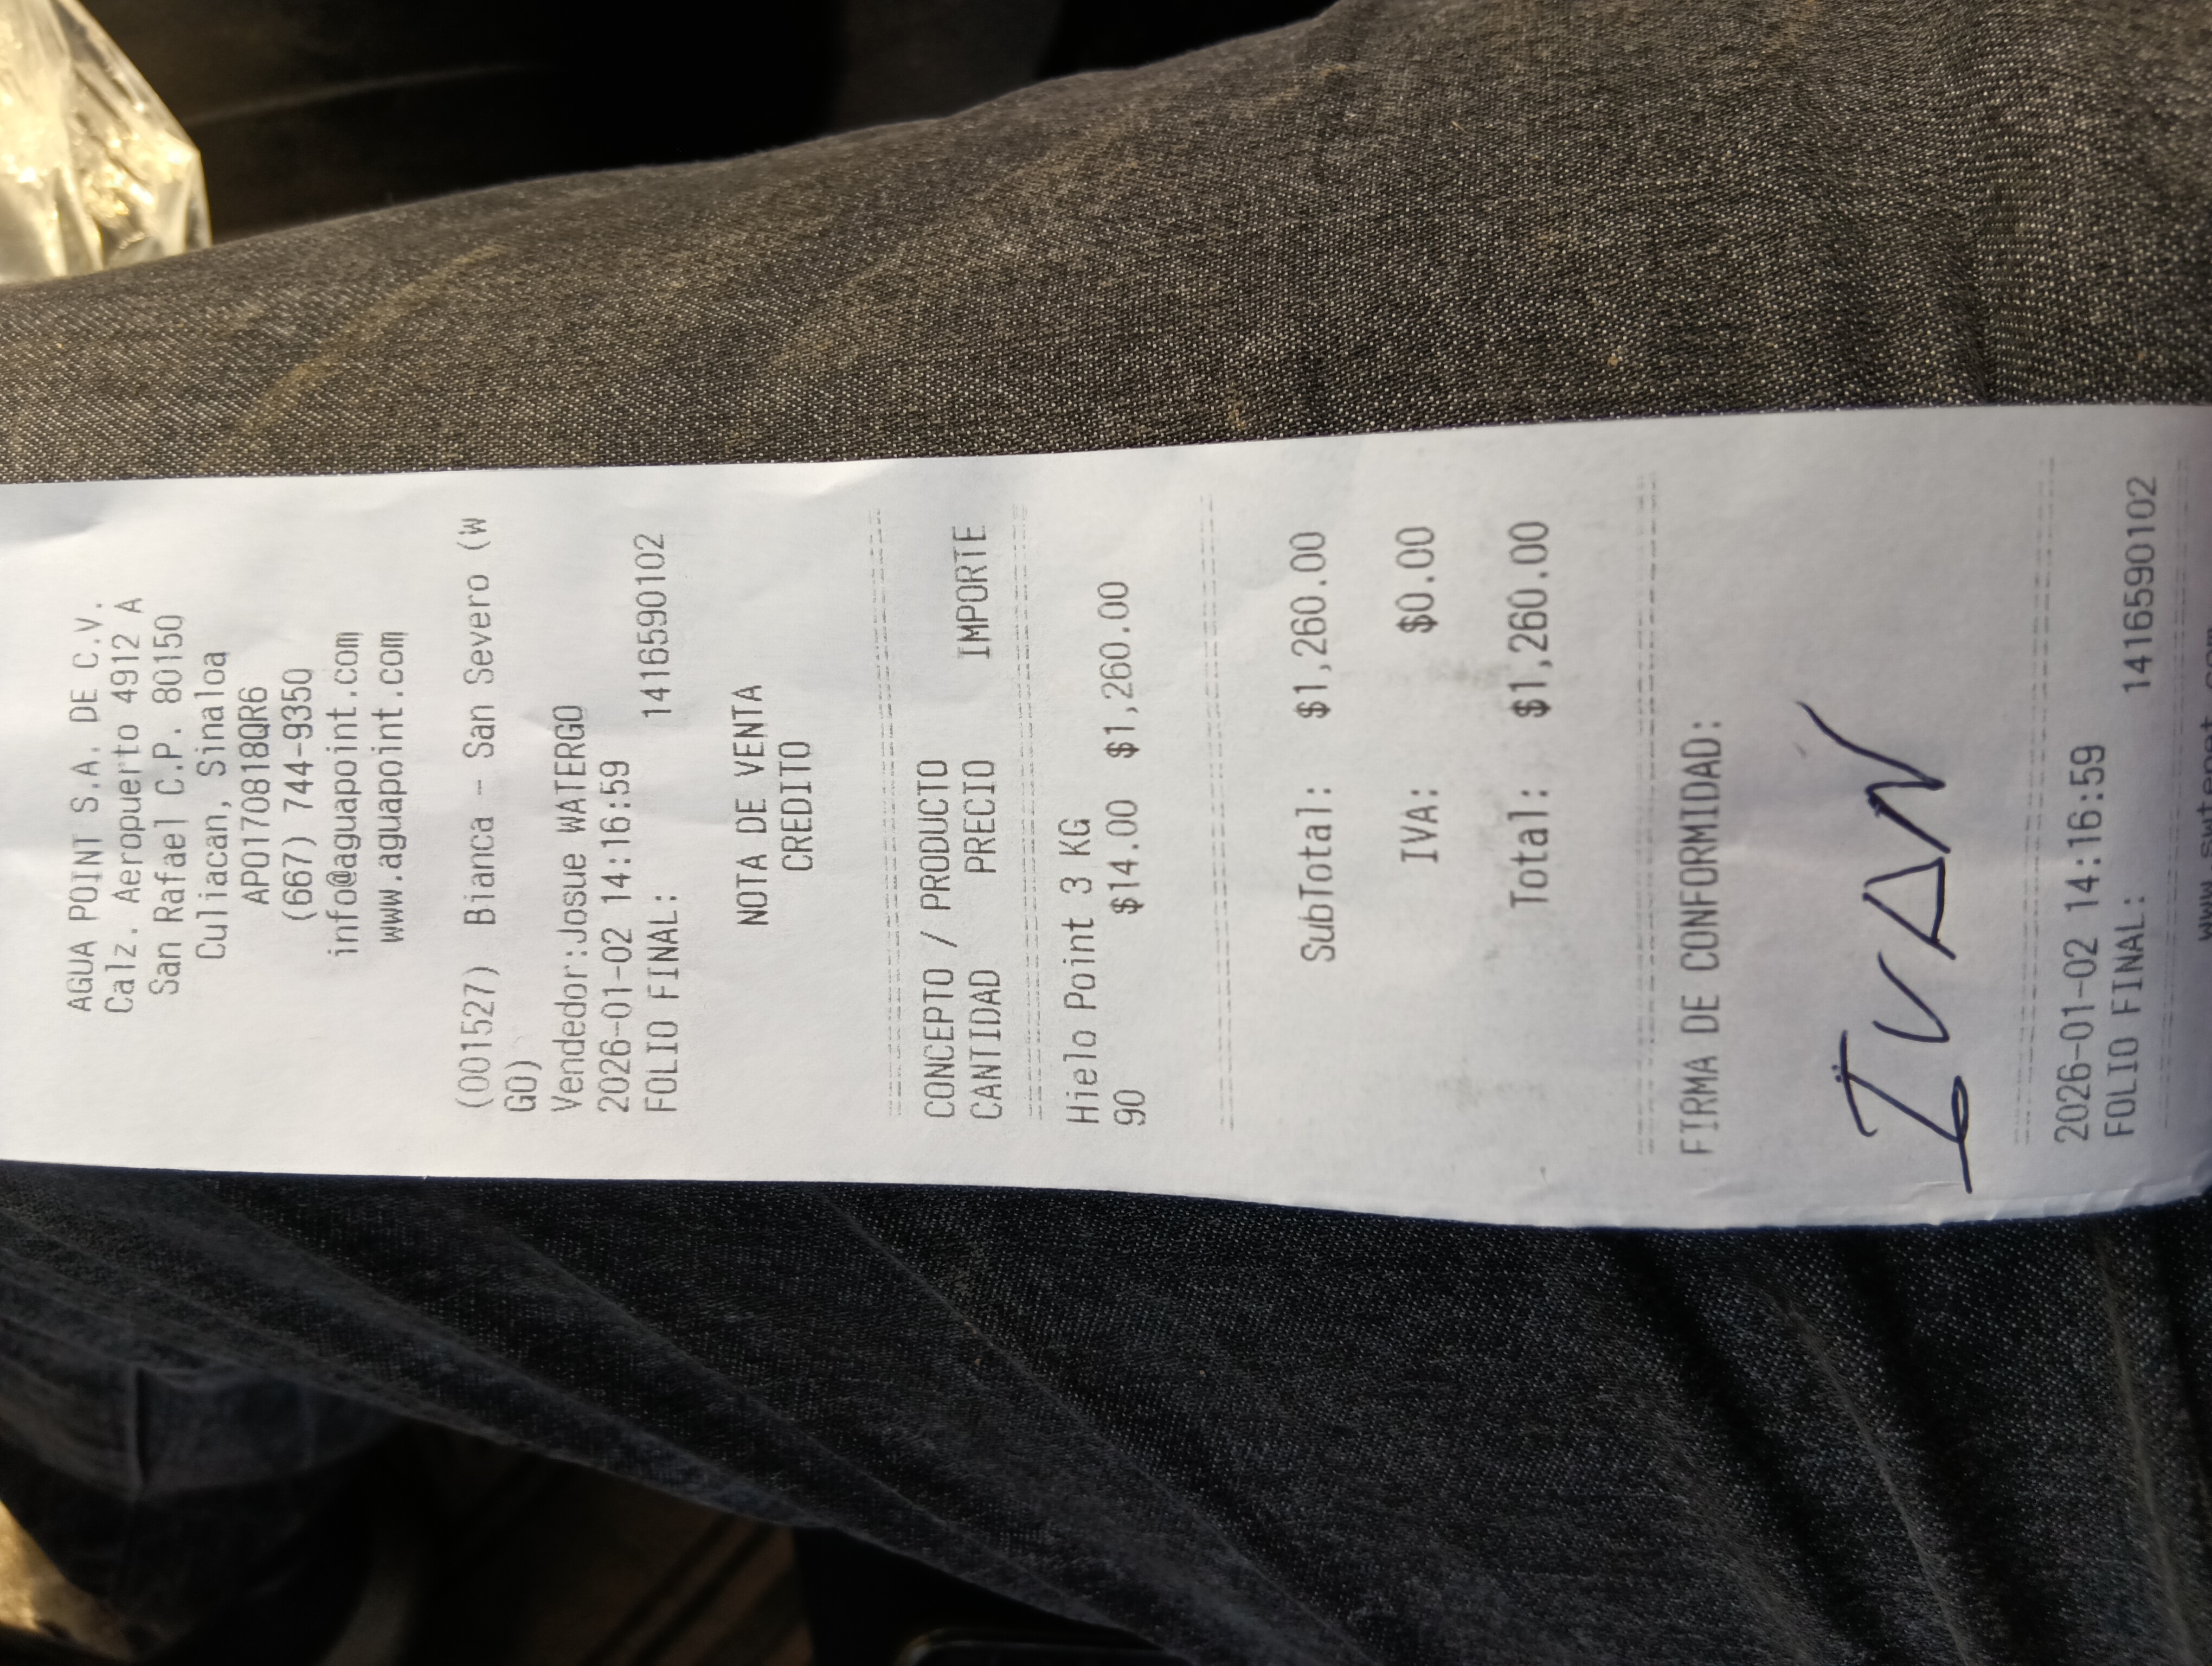 AGUA POINT S.A. DE C.V.
Calz. Aeropuerto 4912 A
San Rafael C.P. 80150
Culiacan, Sinaloa
APO170818QR6
(667) 744-9350
info@aguapoint.com
www.aguapoint.com
(001527) Bianca - San Severo (W
GO)
Vendedor:Josue WATERGO
2026-01-02 14:16:59
FOLIO FINAL: 1416590102
NOTA DE VENTA
CREDITO
CONCEPTO / PRODUCTO
CANTIDAD PRECIO IMPORTE
Hielo Point 3 KG
90 $14.00 $1,260.00
SubTotal: $1,260.00
IVA: $0.00
Total: $1,260.00
FIRMA DE CONFORMIDAD:
IVAN
2026-01-02 14:16:59
FOLIO FINAL: 1416590102